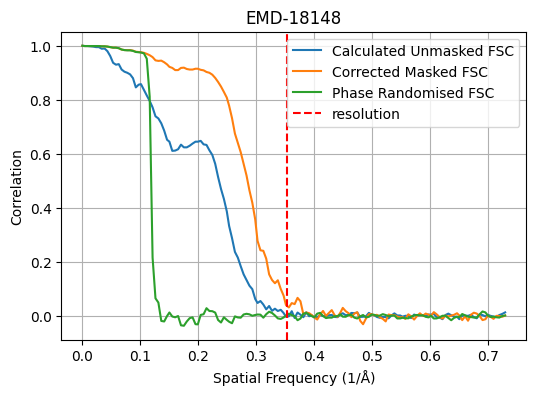 EMD-18148
Calculated Unmasked FSC
Corrected Masked FSC
Phase Randomised FSC
resolution
Correlation
1.0
0.8
0.6
0.4
0.2
0.0
0.0 0.1 0.2 0.3 0.4 0.5 0.6 0.7
Spatial Frequency (1/Å)